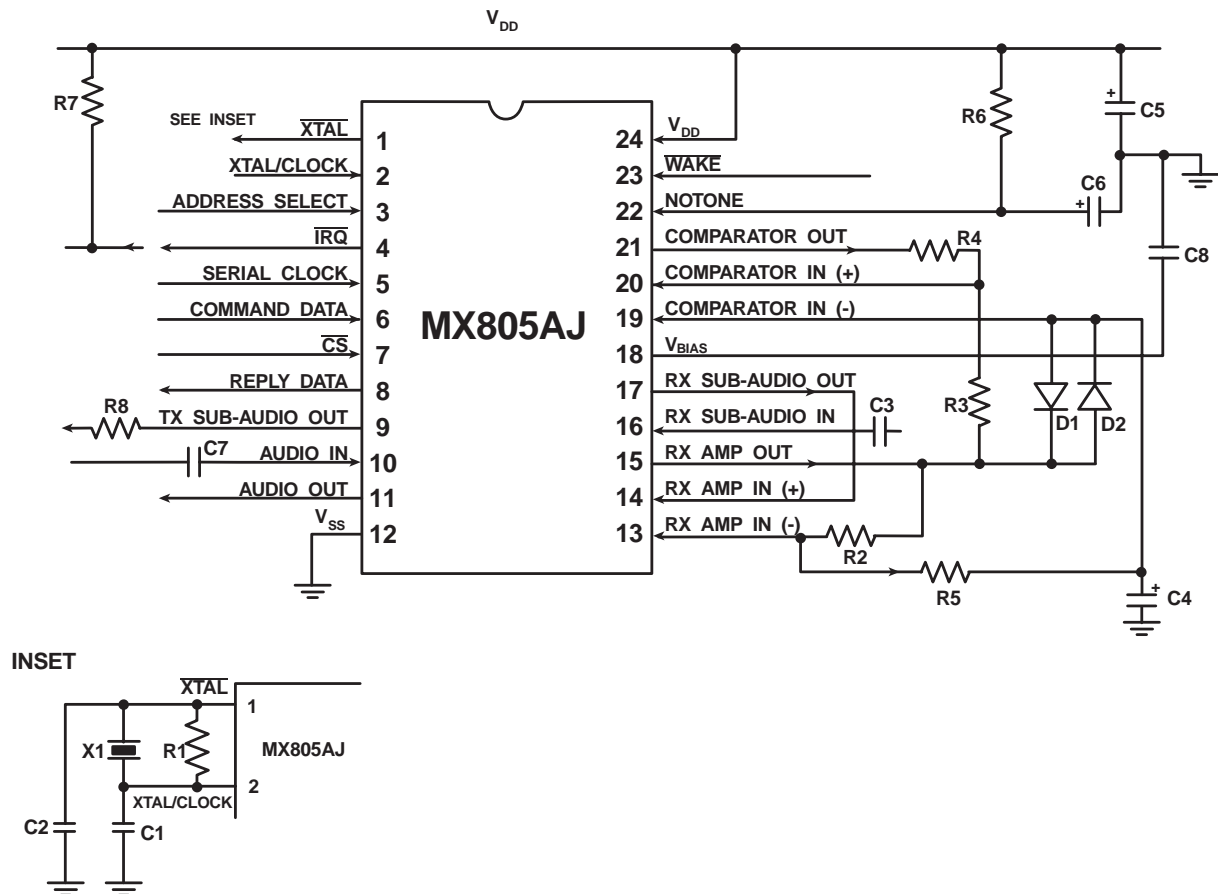 V_DD
R7
SEE INSET
XTAL
1
XTAL/CLOCK
2
ADDRESS SELECT
3
IRQ
4
SERIAL CLOCK
5
COMMAND DATA
6
CS
7
REPLY DATA
8
R8
TX SUB-AUDIO OUT
9
C7
AUDIO IN
10
AUDIO OUT
11
V_SS
12
MX805AJ
24
V_DD
23
WAKE
22
NOTONE
21
COMPARATOR OUT
20
COMPARATOR IN (+)
19
COMPARATOR IN (-)
18
V_BIAS
17
RX SUB-AUDIO OUT
16
RX SUB-AUDIO IN
15
RX AMP OUT
14
RX AMP IN (+)
13
RX AMP IN (-)
R6
+
C5
C6
+
R4
C8
R3
D1
D2
C3
R2
R5
+
C4
INSET
XTAL
1
X1
R1
MX805AJ
2
XTAL/CLOCK
C2
C1